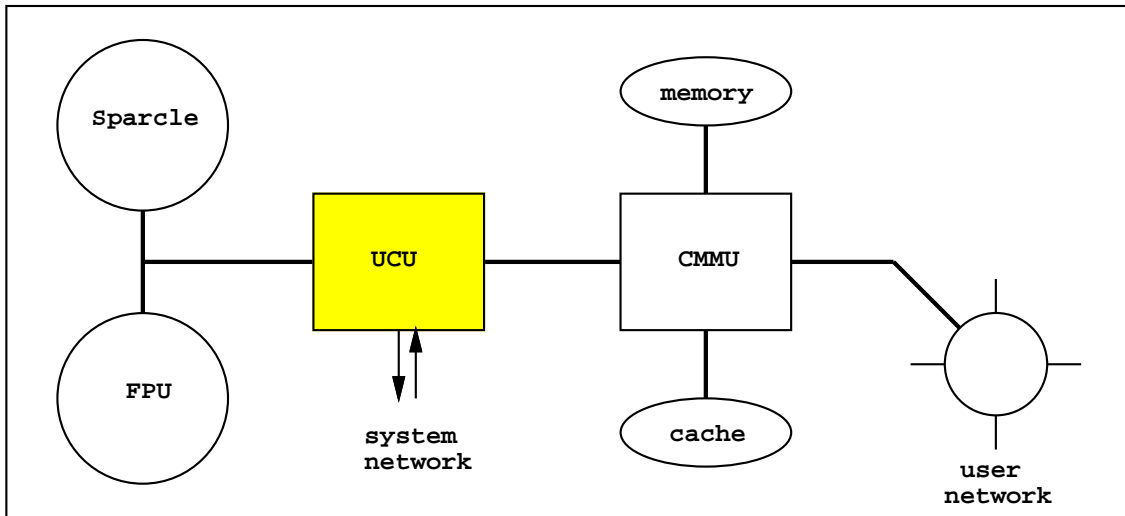 Sparcle
memory
UCU
CMMU
FPU
system
network
cache
user
network